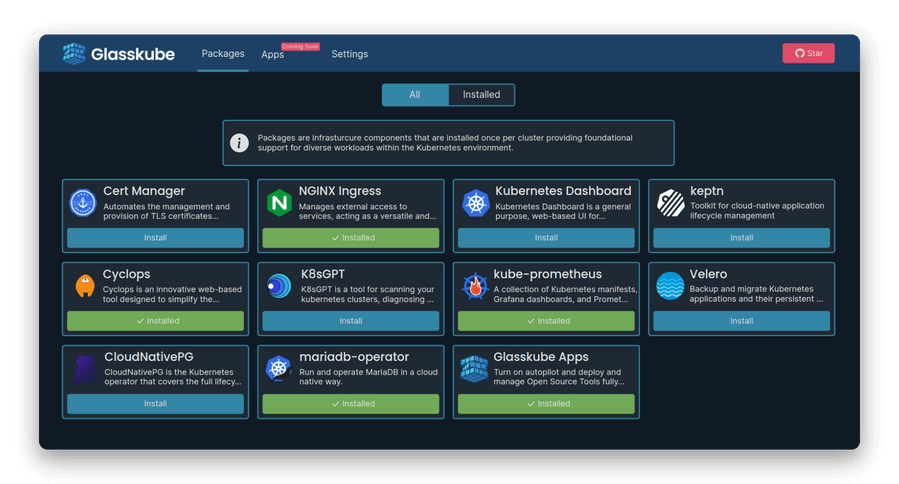 Glasskube
Packages
Apps
Coming Soon
Settings
Star
All
Installed
Packages are infrasturcure components that are installed once per cluster providing foundational
support for diverse workloads within the Kubernetes environment.
Cert Manager
Automates the management and
provision of TLS certificates...
Install
NGINX Ingress
Manages external access to
services, acting as a versatile and...
✓ Installed
Kubernetes Dashboard
Kubernetes Dashboard is a general
purpose, web-based UI for...
Install
keptn
Toolkit for cloud-native application
lifecycle management
Install
Cyclops
Cyclops is an innovative web-based
tool designed to simplify the...
✓ Installed
K8sGPT
K8sGPT is a tool for scanning your
kubernetes clusters, diagnosing ...
Install
kube-prometheus
A collection of Kubernetes manifests,
Grafana dashboards, and Promet...
✓ Installed
Velero
Backup and migrate Kubernetes
applications and their persistent ...
Install
CloudNativePG
CloudNativePG is the Kubernetes
operator that covers the full lifecy...
Install
mariadb-operator
Run and operate MariaDB in a cloud
native way.
✓ Installed
Glasskube Apps
Turn on autopilot and deploy and
manage Open Source Tools fully...
✓ Installed